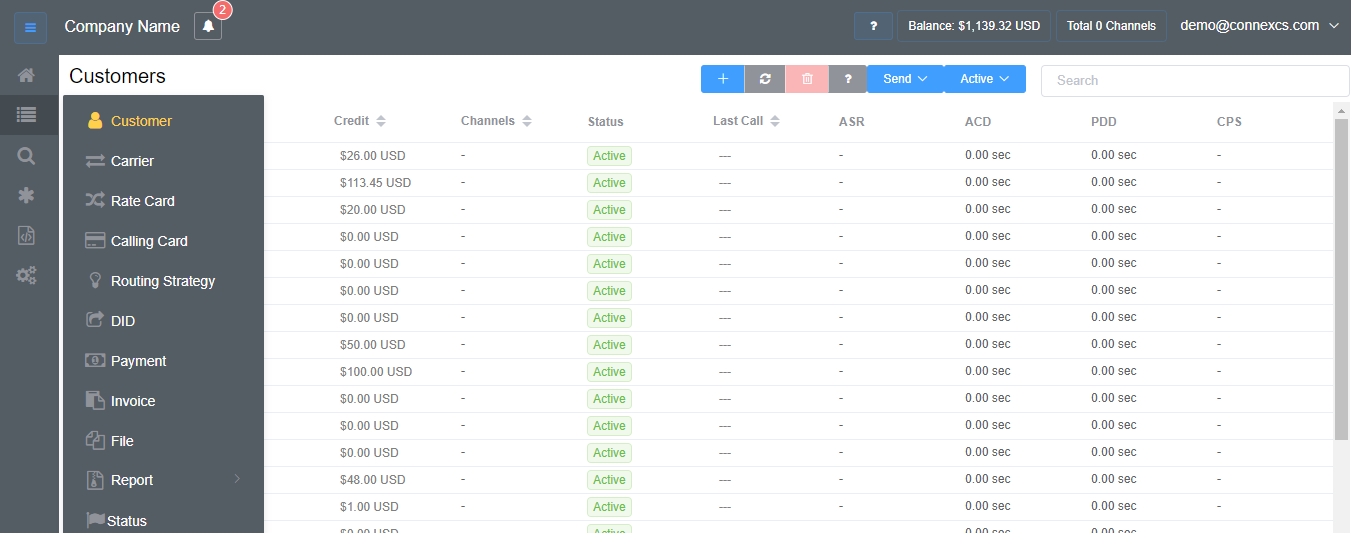 Company Name 2 ? Balance: $1,139.32 USD Total 0 Channels demo@connexcs.com
Customers ? Send Active Search
Customer
Carrier
Rate Card
Calling Card
Routing Strategy
DID
Payment
Invoice
File
Report
Status
Credit Channels Status Last Call ASR ACD PDD CPS
$26.00 USD - Active --- - 0.00 sec 0.00 sec -
$113.45 USD - Active --- - 0.00 sec 0.00 sec -
$20.00 USD - Active --- - 0.00 sec 0.00 sec -
$0.00 USD - Active --- - 0.00 sec 0.00 sec -
$0.00 USD - Active --- - 0.00 sec 0.00 sec -
$0.00 USD - Active --- - 0.00 sec 0.00 sec -
$0.00 USD - Active --- - 0.00 sec 0.00 sec -
$50.00 USD - Active --- - 0.00 sec 0.00 sec -
$100.00 USD - Active --- - 0.00 sec 0.00 sec -
$0.00 USD - Active --- - 0.00 sec 0.00 sec -
$0.00 USD - Active --- - 0.00 sec 0.00 sec -
$0.00 USD - Active --- - 0.00 sec 0.00 sec -
$48.00 USD - Active --- - 0.00 sec 0.00 sec -
$1.00 USD - Active --- - 0.00 sec 0.00 sec -
$0.00 USD - Active --- - 0.00 sec 0.00 sec -